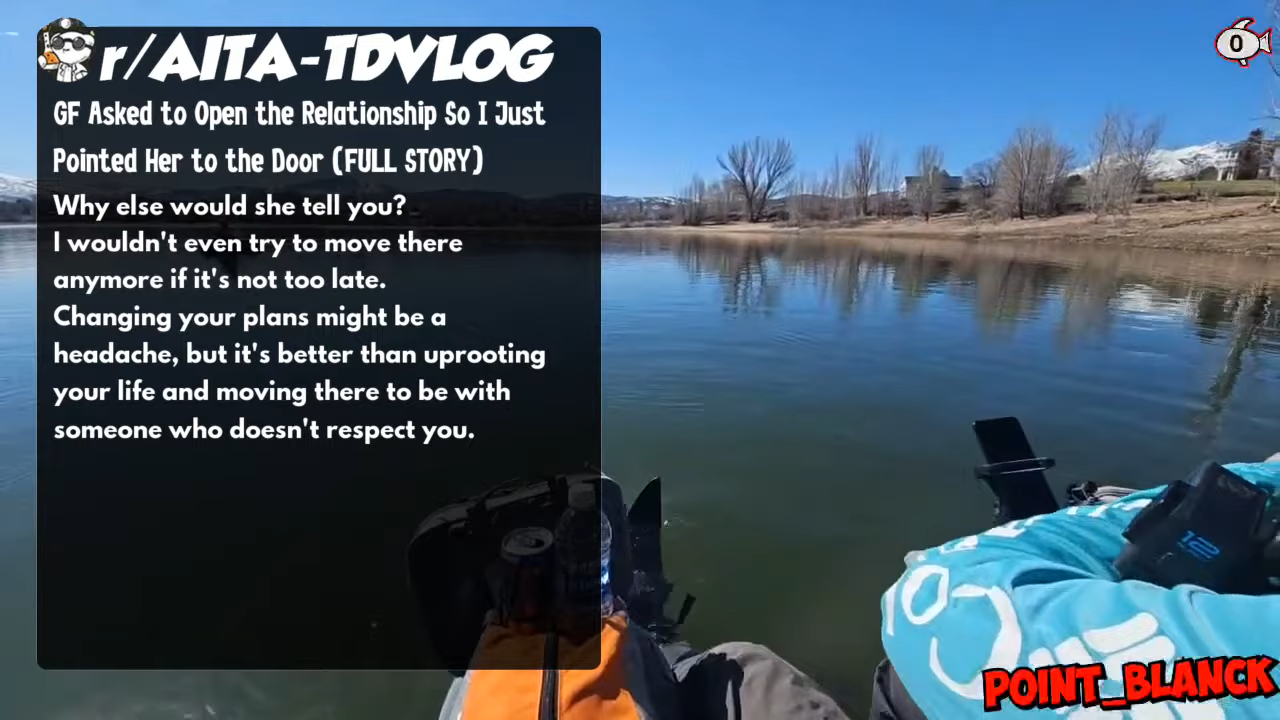 r/AITA-TDVLOG
GF Asked to Open the Relationship So I Just
Pointed Her to the Door (FULL STORY)
Why else would she tell you?
I wouldn't even try to move there
anymore if it's not too late.
Changing your plans might be a
headache, but it's better than uprooting
your life and moving there to be with
someone who doesn't respect you.
0
12
POINT_BLANCK